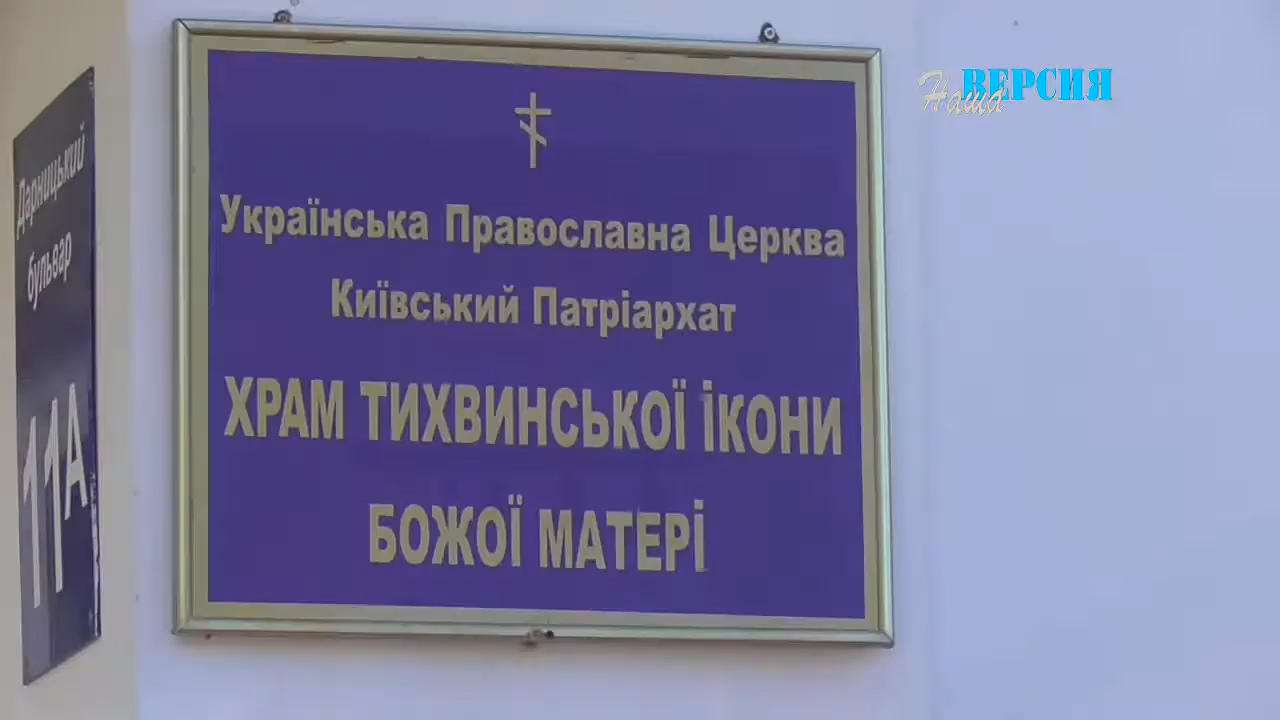 Дарницький
бульвар
11А
Українська Православна Церква
Київський Патріархат
ХРАМ ТИХВИНСЬКОЇ іКОНИ
БОЖОЇ МАТЕРі
Наша ВЕРСИЯ